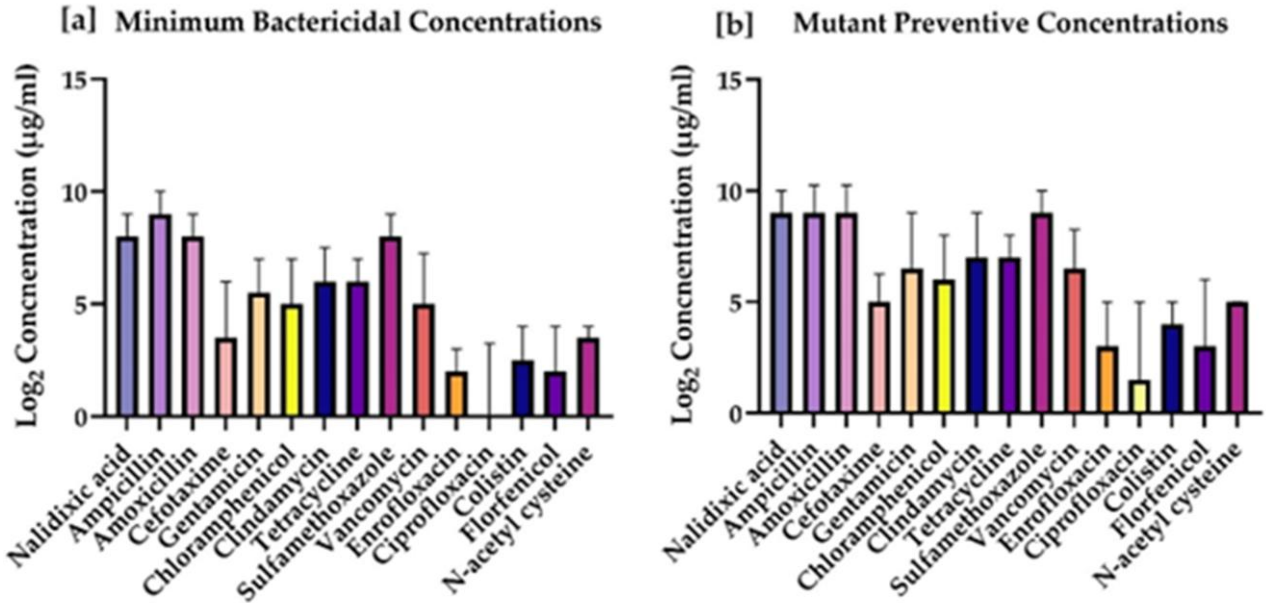 [a] Minimum Bactericidal Concentrations
Log2 Concnentration (µg/ml)
15
10
5
0
Nalidixic acid
Ampicillin
Amoxicillin
Cefotaxime
Gentamicin
Chloramphenicol
Clindamycin
Tetracycline
Sulfamethoxazole
Vancomycin
Enrofloxacin
Ciprofloxacin
Colistin
Florfenicol
N-acetyl cysteine
[b] Mutant Preventive Concentrations
Log2 Concnentration (µg/ml)
15
10
5
0
Nalidixic acid
Ampicillin
Amoxicillin
Cefotaxime
Gentamicin
Chloramphenicol
Clindamycin
Tetracycline
Sulfamethoxazole
Vancomycin
Enrofloxacin
Ciprofloxacin
Colistin
Florfenicol
N-acetyl cysteine